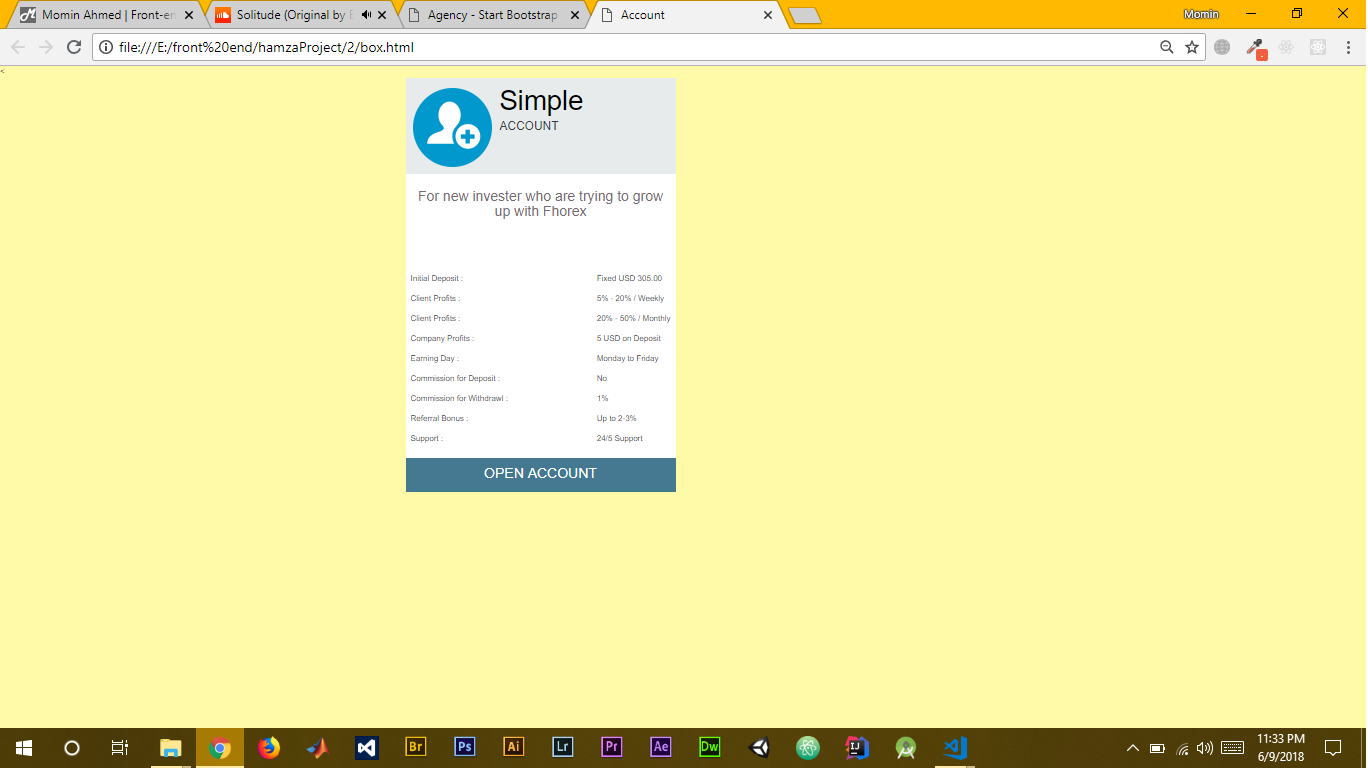 Momin Ahmed | Front-en
Solitude (Original by E
Agency - Start Bootstrap
Account
Momin
file:///E:/front%20end/hamzaProject/2/box.html
<
Simple
ACCOUNT
For new invester who are trying to grow
up with Fhorex
Initial Deposit : Fixed USD 305.00
Client Profits : 5% - 20% / Weekly
Client Profits : 20% - 50% / Monthly
Company Profits : 5 USD on Deposit
Earning Day : Monday to Friday
Commission for Deposit : No
Commission for Withdrawl : 1%
Referral Bonus : Up to 2-3%
Support : 24/5 Support
OPEN ACCOUNT
Br Ps Ai Lr Pr Ae Dw IJ
11:33 PM
6/9/2018